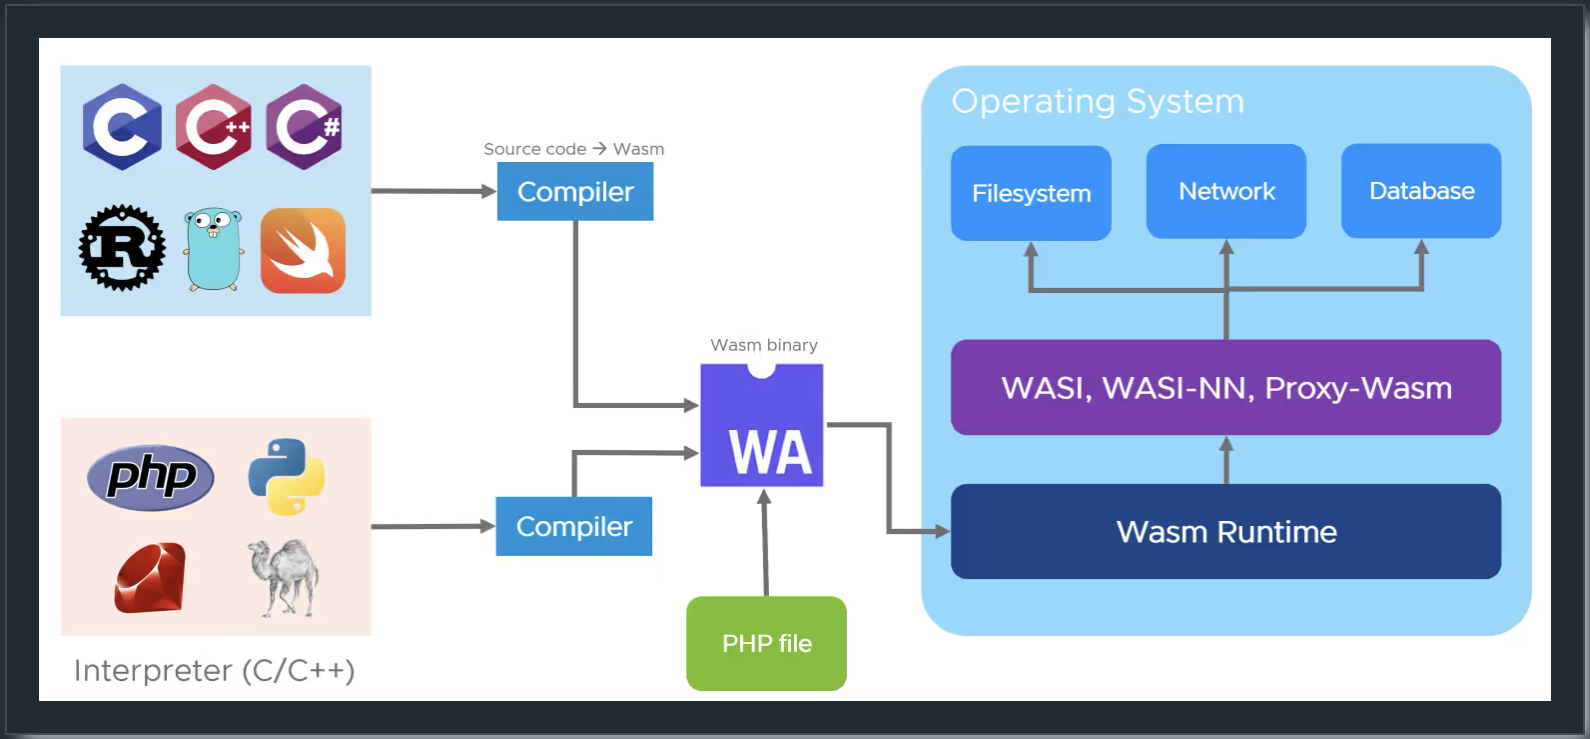 C
C++
C#
R
Source code → Wasm
Compiler
php
Compiler
Interpreter (C/C++)
Wasm binary
WA
PHP file
Operating System
Filesystem
Network
Database
WASI, WASI-NN, Proxy-Wasm
Wasm Runtime